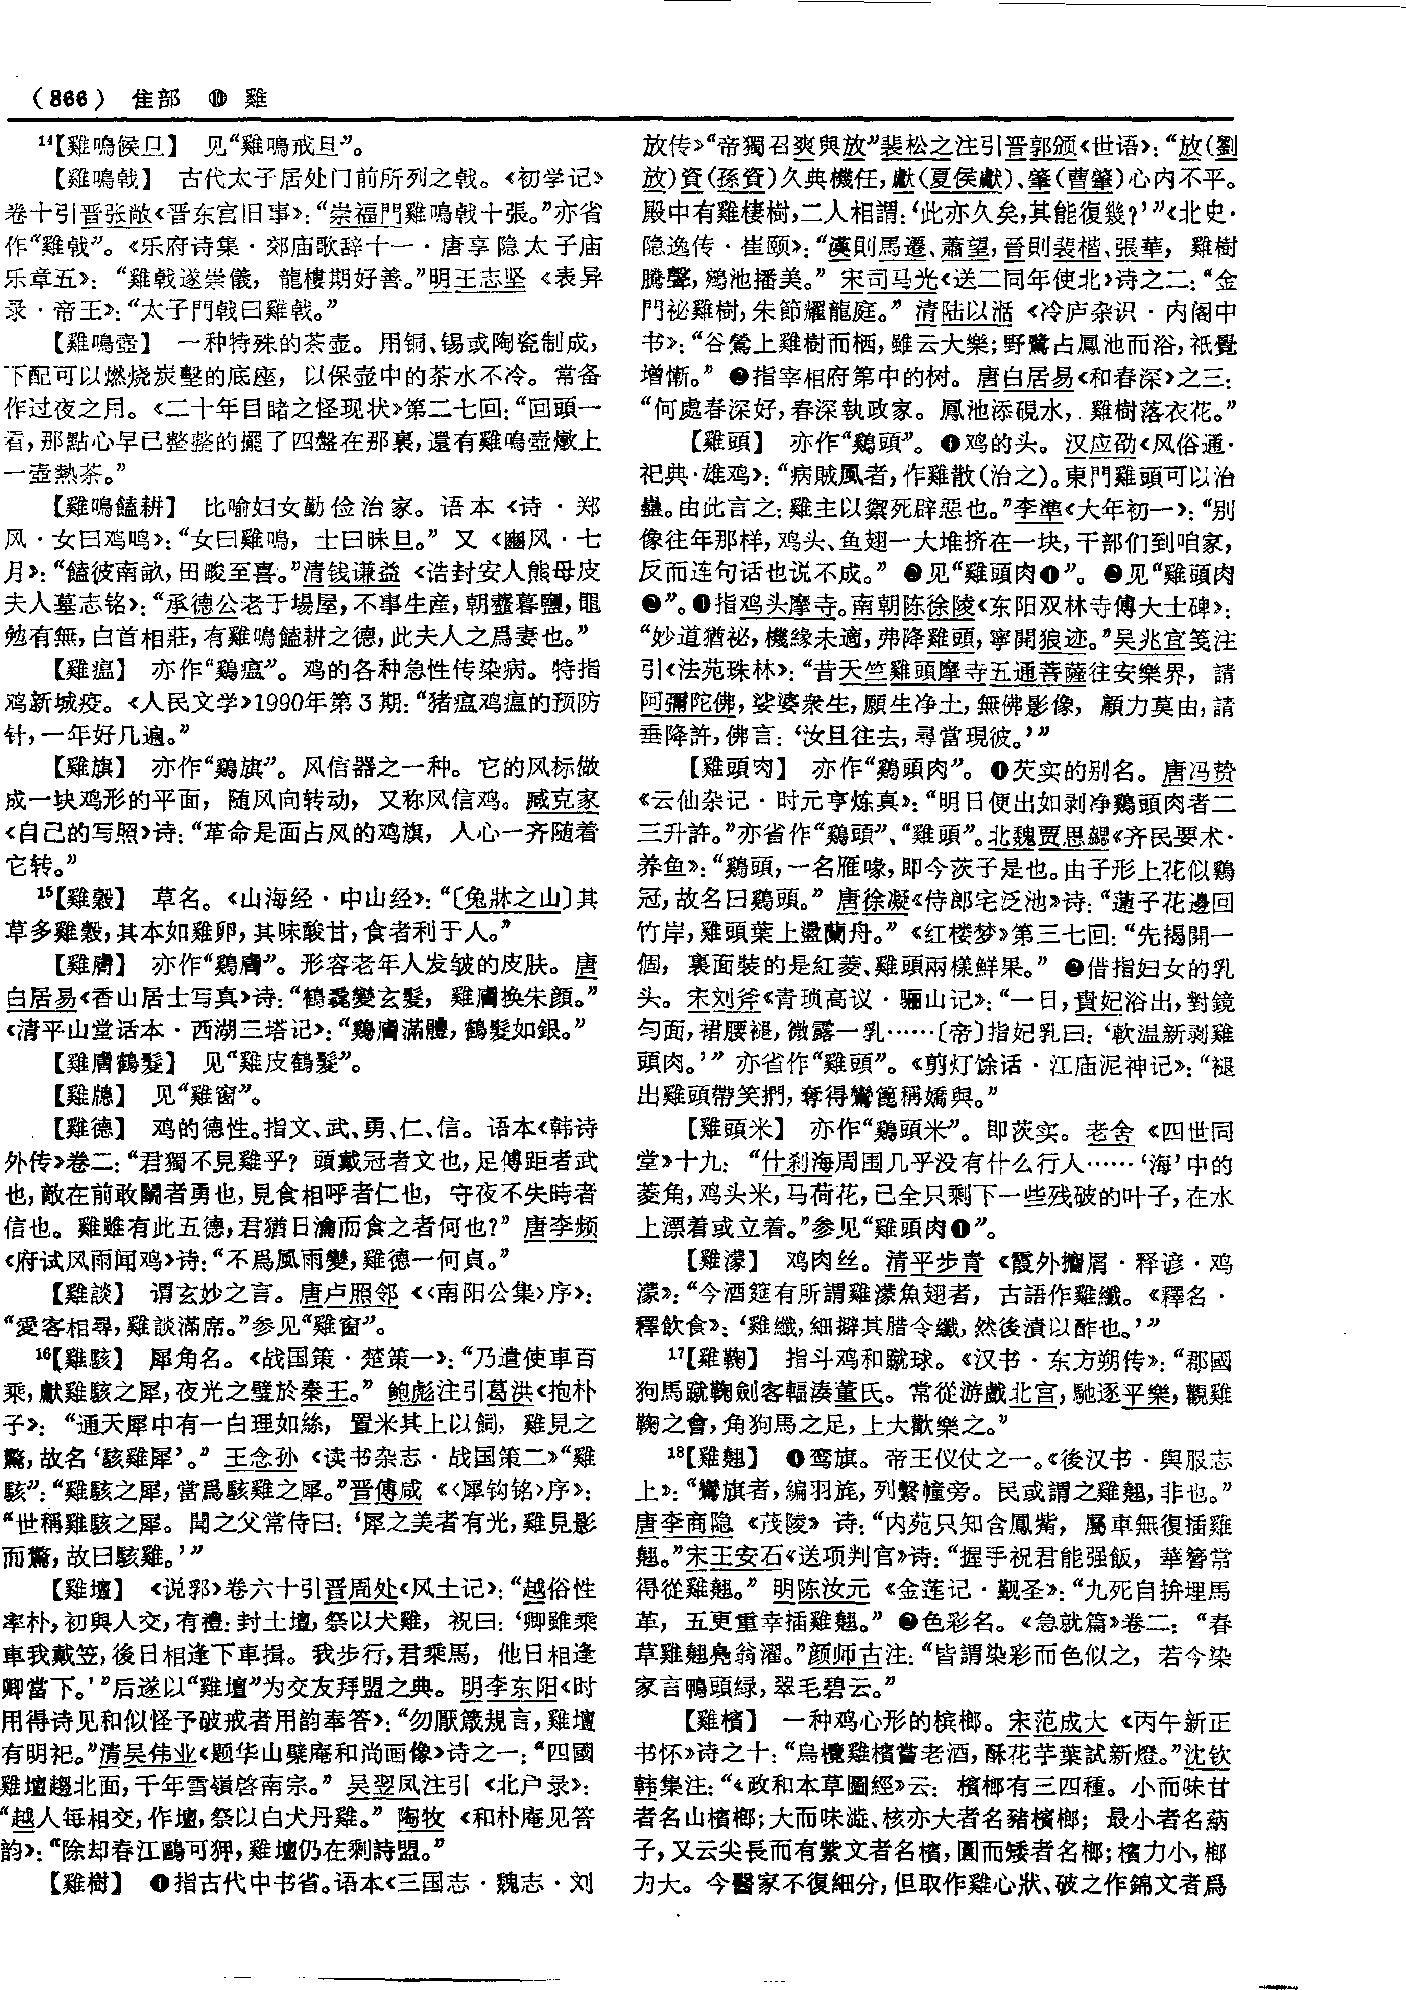 （866） 隹部 ⑩ 雞
¹⁴【雞鳴候旦】 见“雞鳴戒旦”。
【雞鳴戟】 古代太子居处门前所列之戟。《初学记》
卷十引晋张敞《晋东宫旧事》：“崇福門雞鳴戟十張。”亦省
作“雞戟”。《乐府诗集·郊庙歌辞十一·唐享隐太子庙
乐章五》：“雞戟遂崇儀，龍樓期好善。”明王志坚《表异
录·帝王》：“太子門戟曰雞戟。”
【雞鳴壺】 一种特殊的茶壶。用铜、锡或陶瓷制成，
下配可以燃烧炭墼的底座，以保壶中的茶水不冷。常备
作过夜之用。《二十年目睹之怪现状》第二七回：“回頭一
看，那點心早已整整的擺了四盤在那裏，還有雞鳴壺燉上
一壺熱茶。”
【雞鳴饁耕】 比喻妇女勤俭治家。语本《诗·郑
风·女曰鸡鸣》：“女曰雞鳴，士曰昧旦。”又《豳风·七
月》：“饁彼南畝，田畯至喜。”清钱谦益《诰封安人熊母皮
夫人墓志铭》：“承德公老于場屋，不事生産，朝虀暮鹽，黽
勉有無，白首相莊，有雞鳴饁耕之德，此夫人之爲妻也。”
【雞瘟】 亦作“鷄瘟”。鸡的各种急性传染病。特指
鸡新城疫。《人民文学》1990年第3期：“猪瘟鸡瘟的预防
针，一年好几遍。”
【雞旗】 亦作“鷄旗”。风信器之一种。它的风标做
成一块鸡形的平面，随风向转动，又称风信鸡。臧克家
《自己的写照》诗：“革命是面占风的鸡旗，人心一齐随着
它转。”
¹⁵【雞穀】 草名。《山海经·中山经》：“〔兔牀之山〕其
草多雞穀，其本如雞卵，其味酸甘，食者利于人。”
【雞膚】 亦作“鷄膚”。形容老年人发皱的皮肤。唐
白居易《香山居士写真》诗：“鶴毳變玄髮，雞膚换朱顔。”
《清平山堂话本·西湖三塔记》：“鷄膚滿體，鶴髮如銀。”
【雞膚鶴髮】 见“雞皮鶴髮”。
【雞牕】 见“雞窗”。
【雞德】 鸡的德性。指文、武、勇、仁、信。语本《韩诗
外传》卷二：“君獨不見雞乎？頭戴冠者文也，足傅距者武
也，敵在前敢鬭者勇也，見食相呼者仁也，守夜不失時者
信也。雞雖有此五德，君猶日瀹而食之者何也？”唐李频
《府试风雨闻鸡》诗：“不爲風雨變，雞德一何貞。”
【雞談】 谓玄妙之言。唐卢照邻《〈南阳公集〉序》：
“愛客相尋，雞談滿席。”参见“雞窗”。
¹⁶【雞駭】 犀角名。《战国策·楚策一》：“乃遣使車百
乘，獻雞駭之犀，夜光之璧於秦王。”鲍彪注引葛洪《抱朴
子》：“通天犀中有一白理如絲，置米其上以飼，雞見之
驚，故名‘駭雞犀’。”王念孙《读书杂志·战国策二》“雞
駭”：“雞駭之犀，當爲駭雞之犀。”晋傅咸《〈犀钩铭〉序》：
“世稱雞駭之犀。聞之父常侍曰：‘犀之美者有光，雞見影
而驚，故曰駭雞。’”
【雞壇】 《说郛》卷六十引晋周处《风土记》：“越俗性
率朴，初與人交，有禮：封土壇，祭以犬雞，祝曰：‘卿雖乘
車我戴笠，後日相逢下車揖。我步行，君乘馬，他日相逢
卿當下。’”后遂以“雞壇”为交友拜盟之典。明李东阳《时
用得诗见和似怪予破戒者用韵奉答》：“勿厭箴規言，雞壇
有明祀。”清吴伟业《题华山檗庵和尚画像》诗之一：“四國
雞壇趨北面，千年雪嶺啓南宗。”吴翌凤注引《北户录》：
“越人每相交，作壇，祭以白犬丹雞。”陶牧《和朴庵见答
韵》：“除却春江鷗可狎，雞壇仍在剩詩盟。”
【雞樹】 ❶指古代中书省。语本《三国志·魏志·刘
放传》“帝獨召爽與放”裴松之注引晋郭颁《世语》：“放（劉
放）資（孫資）久典機任，獻（夏侯獻）、肇（曹肇）心内不平。
殿中有雞棲樹，二人相謂：‘此亦久矣，其能復幾？’”《北史·
隐逸传·崔颐》：“漢則馬遷、蕭望，晉則裴楷、張華，雞樹
騰聲，鵷池播美。”宋司马光《送二同年使北》诗之二：“金
門祕雞樹，朱節耀龍庭。”清陆以湉《冷庐杂识·内阁中
书》：“谷鶯上雞樹而栖，雖云大樂；野鷺占鳳池而浴，祇覺
增慚。”❷指宰相府第中的树。唐白居易《和春深》之三：
“何處春深好，春深執政家。鳳池添硯水，雞樹落衣花。”
【雞頭】 亦作“鷄頭”。❶鸡的头。汉应劭《风俗通·
祀典·雄鸡》：“病賊風者，作雞散（治之）。東門雞頭可以治
蠱。由此言之：雞主以禦死辟惡也。”李準《大年初一》：“别
像往年那样，鸡头、鱼翅一大堆挤在一块，干部们到咱家，
反而连句话也说不成。”❷见“雞頭肉❶”。❸见“雞頭肉
❷”。❹指鸡头摩寺。南朝陈徐陵《东阳双林寺傅大士碑》：
“妙道猶祕，機緣未適，弗降雞頭，寧開狼迹。”吴兆宜笺注
引《法苑珠林》：“昔天竺雞頭摩寺五通菩薩往安樂界，請
阿彌陀佛，娑婆衆生，願生净土，無佛影像，願力莫由，請
垂降許，佛言：‘汝且往去，尋當現彼。’”
【雞頭肉】 亦作“鷄頭肉”。❶芡实的别名。唐冯贽
《云仙杂记·时元亨炼真》：“明日便出如剥净鷄頭肉者二
三升許。”亦省作“鷄頭”、“雞頭”。北魏贾思勰《齐民要术·
养鱼》：“鷄頭，一名雁喙，即今茨子是也。由子形上花似鷄
冠，故名曰鷄頭。”唐徐凝《侍郎宅泛池》诗：“蓮子花邊回
竹岸，雞頭葉上盪蘭舟。”《红楼梦》第三七回：“先揭開一
個，裏面裝的是紅菱、雞頭兩樣鮮果。”❷借指妇女的乳
头。宋刘斧《青琐高议·骊山记》：“一日，貴妃浴出，對鏡
匀面，裙腰褪，微露一乳……〔帝〕指妃乳曰：‘軟温新剥雞
頭肉。’”亦省作“雞頭”。《剪灯馀话·江庙泥神记》：“褪
出雞頭帶笑捫，奪得鸞篦稱嬌與。”
【雞頭米】 亦作“鷄頭米”。即芡实。老舍《四世同
堂》十九：“什刹海周围几乎没有什么行人……‘海’中的
菱角，鸡头米，马荷花，已全只剩下一些残破的叶子，在水
上漂着或立着。”参见“雞頭肉❶”。
【雞濛】 鸡肉丝。清平步青《霞外攟屑·释谚·鸡
濛》：“今酒筵有所謂雞濛魚翅者，古語作雞纖。《釋名·
釋飲食》：‘雞纖，細擗其腊令纖，然後漬以酢也。’”
¹⁷【雞鞠】 指斗鸡和蹴球。《汉书·东方朔传》：“郡國
狗馬蹴鞠劍客輻湊董氏。常從游戲北宫，馳逐平樂，觀雞
鞠之會，角狗馬之足，上大歡樂之。”
¹⁸【雞翹】 ❶鸾旗。帝王仪仗之一。《後汉书·舆服志
上》：“鸞旗者，編羽旄，列繫幢旁。民或謂之雞翹，非也。”
唐李商隐《茂陵》诗：“内苑只知含鳳觜，屬車無復插雞
翹。”宋王安石《送项判官》诗：“握手祝君能强飯，華簪常
得從雞翹。”明陈汝元《金莲记·觐圣》：“九死自拚埋馬
革，五更重幸插雞翹。”❷色彩名。《急就篇》卷二：“春
草雞翹鳧翁濯。”颜师古注：“皆謂染彩而色似之，若今染
家言鴨頭緑，翠毛碧云。”
【雞檳】 一种鸡心形的槟榔。宋范成大《丙午新正
书怀》诗之十：“烏欖雞檳嘗老酒，酥花芋葉試新燈。”沈钦
韩集注：“《政和本草圖經》云：檳榔有三四種。小而味甘
者名山檳榔；大而味澁、核亦大者名豬檳榔；最小者名蒳
子，又云尖長而有紫文者名檳，圓而矮者名榔；檳力小，榔
力大。今醫家不復細分，但取作雞心狀、破之作錦文者爲